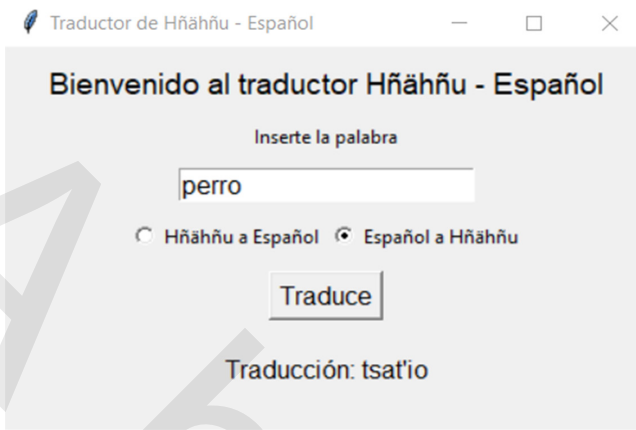 Traductor de Hñähñu - Español
Bienvenido al traductor Hñähñu - Español
Inserte la palabra
perro
Hñähñu a Español Español a Hñähñu
Traduce
Traducción: tsat'io